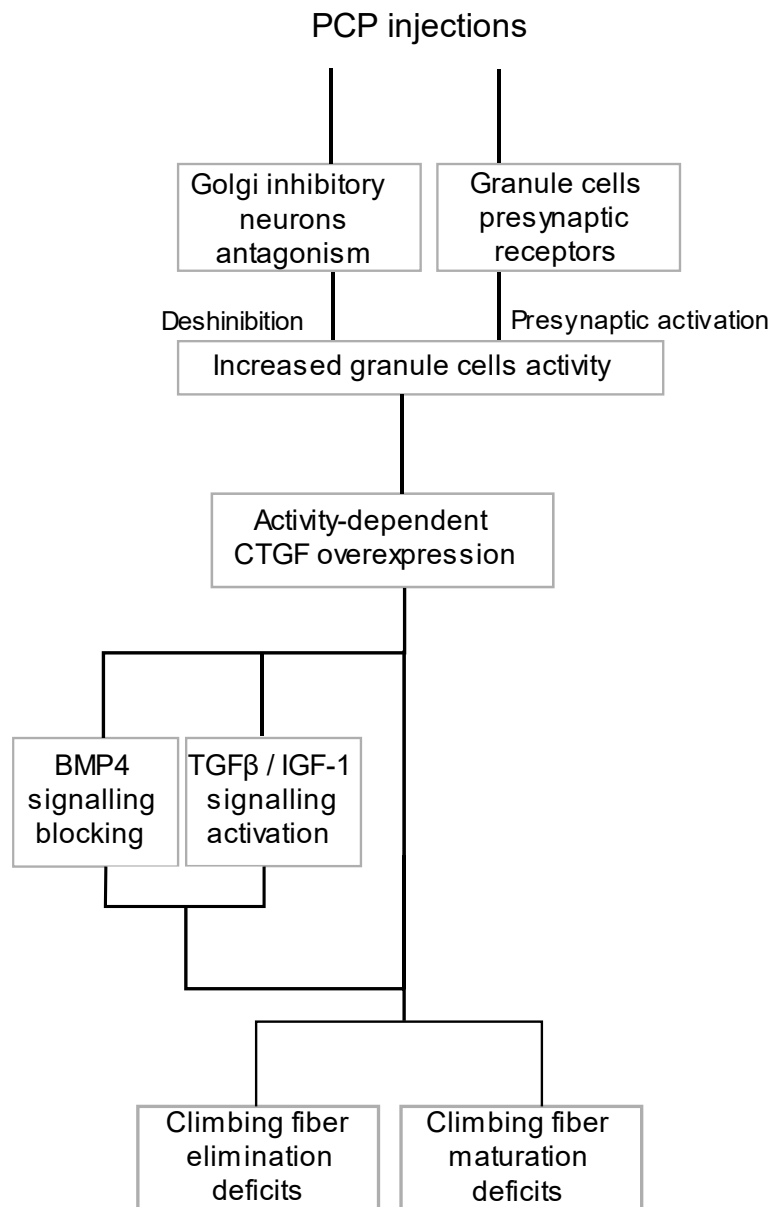 PCP injections
Golgi inhibitory
neurons
antagonism
Granule cells
presynaptic
receptors
Deshinibition
Presynaptic activation
Increased granule cells activity
Activity-dependent
CTGF overexpression
BMP4
signalling
blocking
TGFβ / IGF-1
signalling
activation
Climbing fiber
elimination
deficits
Climbing fiber
maturation
deficits